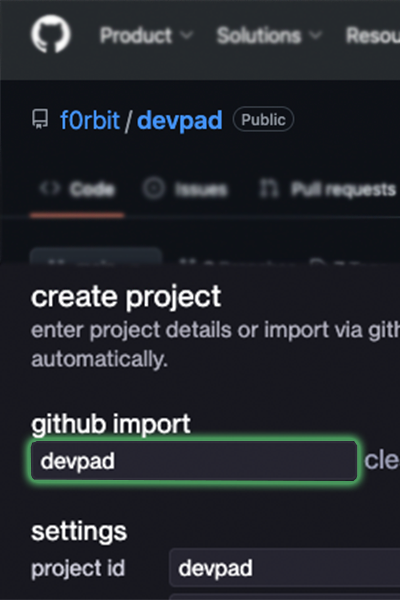 Product Solutions Resou
f0rbit / devpad Public
Code Issues Pull requests
create project
enter project details or import via gith
automatically.
github import
devpad cle
settings
project id devpad